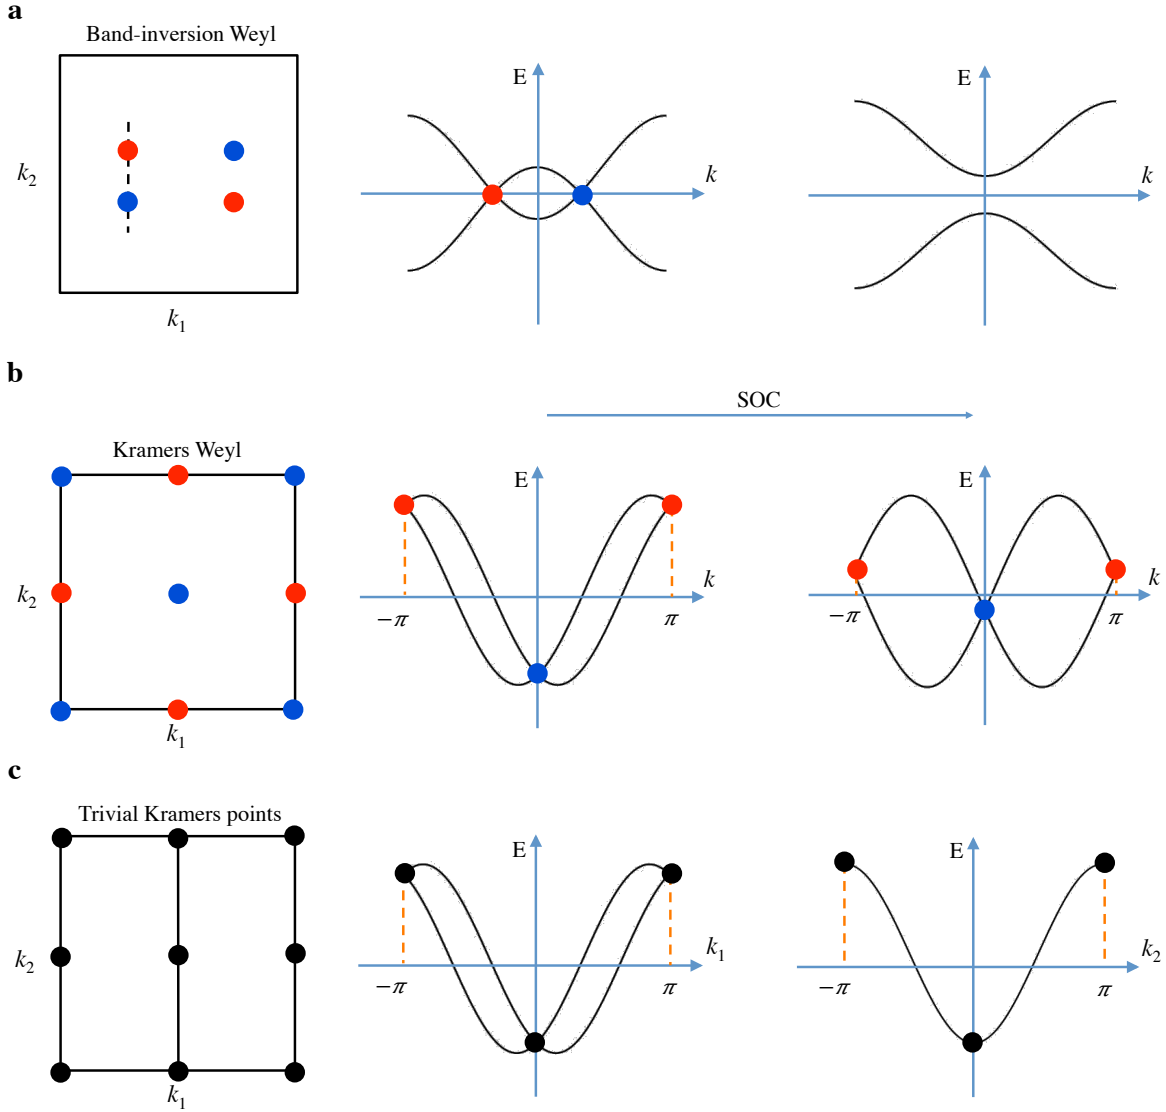 a
Band-inversion Weyl
k₂
k₁
E
k
E
k
b
SOC
Kramers Weyl
k₂
k₁
E
k
−π
π
E
k
−π
π
c
Trivial Kramers points
k₂
k₁
E
k₁
−π
π
E
k₂
−π
π